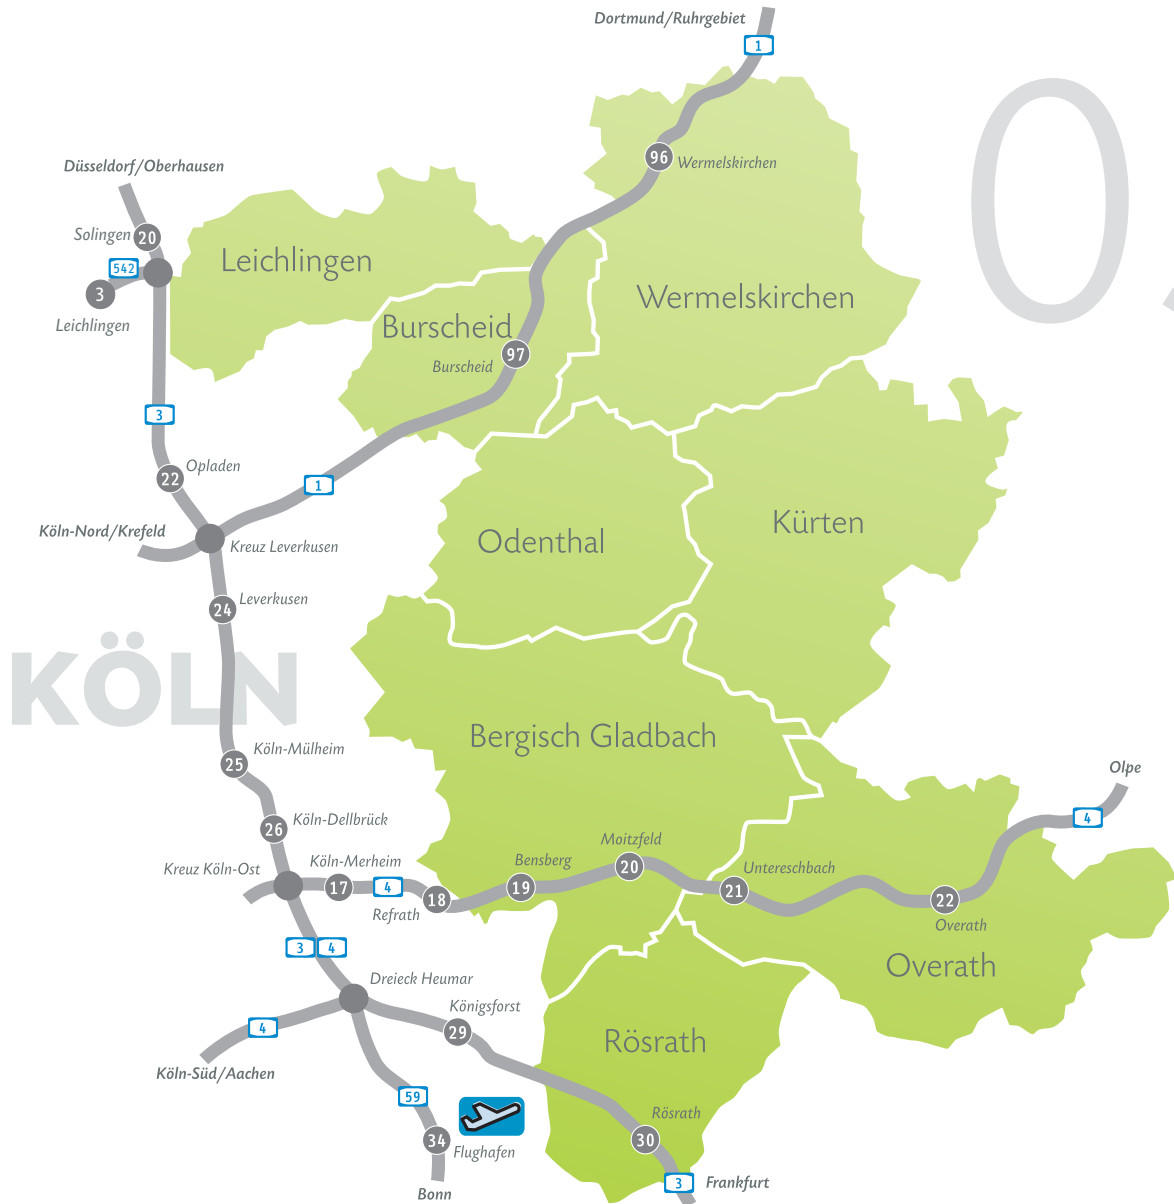 Dortmund/Ruhrgebiet
1
96
Wermelskirchen
Düsseldorf/Oberhausen
Solingen
20
542
3
Leichlingen
Leichlingen
Wermelskirchen
Burscheid
97
Burscheid
3
22
Opladen
1
Köln-Nord/Krefeld
Kreuz Leverkusen
Odenthal
Kürten
24
Leverkusen
KÖLN
Bergisch Gladbach
25
Köln-Mülheim
26
Köln-Dellbrück
Olpe
4
Kreuz Köln-Ost
Köln-Merheim
17
4
18
Refrath
Bensberg
19
Moitzfeld
20
Untereschbach
21
22
Overath
Overath
3
4
Dreieck Heumar
Königsforst
29
4
Köln-Süd/Aachen
Rösrath
59
34
Flughafen
Bonn
Rösrath
30
3
Frankfurt